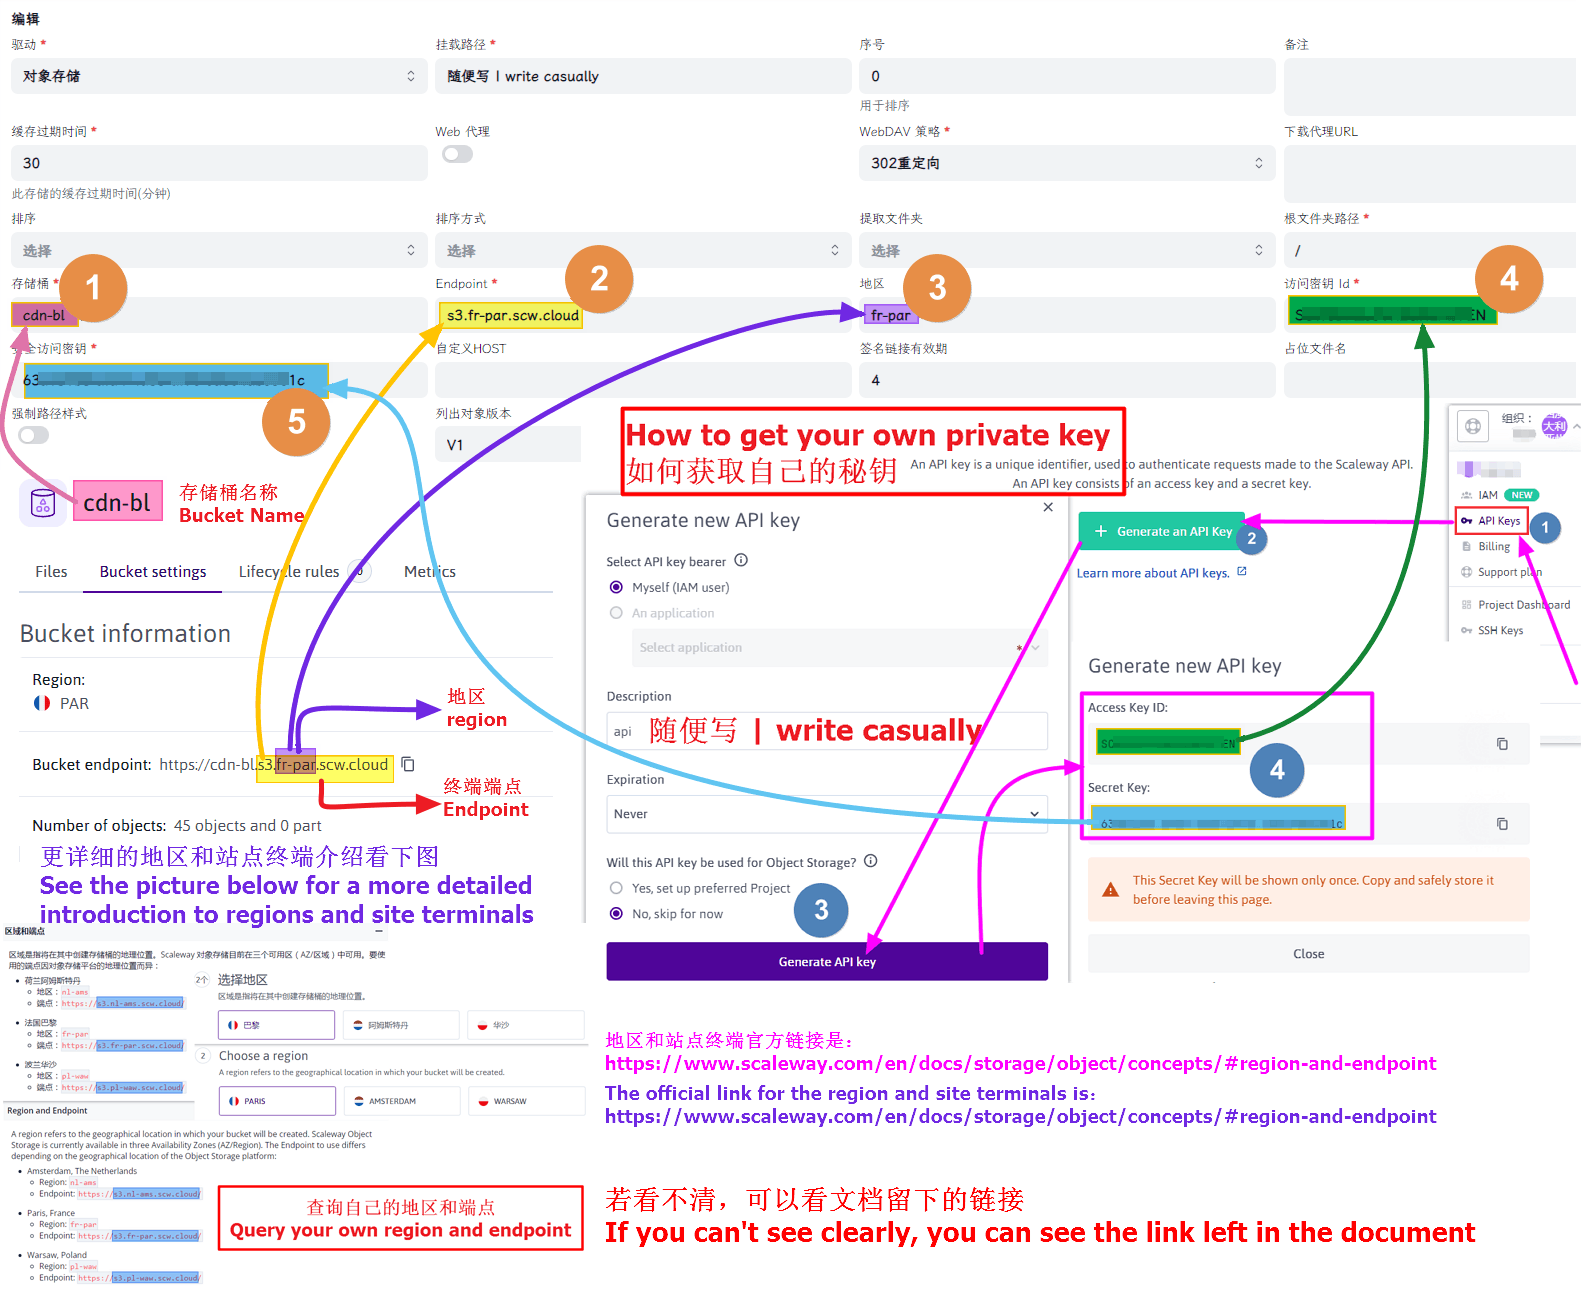 编辑
驱动 *
挂载路径 *
序号
备注
对象存储
随便写 | write casually
0
用于排序
缓存过期时间 *
Web 代理
WebDAV 策略 *
下载代理URL
30
302重定向
此存储的缓存过期时间(分钟)
排序
排序方式
提取文件夹
根文件夹路径 *
选择
选择
选择
/
存储桶 *
1
Endpoint *
2
地区
3
访问密钥 Id *
4
cdn-bl
s3.fr-par.scw.cloud
fr-par
S
EN
全访问密钥 *
自定义HOST
签名链接有效期
占位文件名
63
1c
5
4
强制路径样式
列出对象版本
V1
How to get your own private key
如何获取自己的秘钥
An API key is a unique identifier, used to authenticate requests made to the Scaleway API.
An API key consists of an access key and a secret key.
组织：
大利
IAM NEW
API Keys
1
Billing
Support plan
Project Dashboard
SSH Keys
cdn-bl
存储桶名称
Bucket Name
Files
Bucket settings
Lifecycle rules
0
Metrics
Bucket information
Region:
PAR
地区
region
Bucket endpoint: https://cdn-bl.s3.fr-par.scw.cloud
终端端点
Endpoint
Number of objects: 45 objects and 0 part
更详细的地区和站点终端介绍看下图
See the picture below for a more detailed
introduction to regions and site terminals
Generate new API key
Select API key bearer
Myself (IAM user)
An application
Select application
*
Description
api
随便写 | write casually
Expiration
Never
Will this API key be used for Object Storage?
Yes, set up preferred Project
No, skip for now
3
Generate API key
+ Generate an API Key
2
Learn more about API keys.
Generate new API key
Access Key ID:
SC
EN
4
Secret Key:
63
1c
This Secret Key will be shown only once. Copy and safely store it
before leaving this page.
Close
区域和端点
区域是指将在其中创建存储桶的地理位置。Scaleway 对象存储目前在三个可用区（AZ/区域）中可用。要使
用的端点因对象存储平台的地理位置而异：
荷兰阿姆斯特丹
地区：nl-ams
端点：https://s3.nl-ams.scw.cloud/
法国巴黎
地区：fr-par
端点：https://s3.fr-par.scw.cloud/
波兰华沙
地区：pl-waw
端点：https://s3.pl-waw.scw.cloud/
2个
选择地区
区域是指将在其中创建存储桶的地理位置。
巴黎
阿姆斯特丹
华沙
2
Choose a region
A region refers to the geographical location in which your bucket will be created.
PARIS
AMSTERDAM
WARSAW
Region and Endpoint
A region refers to the geographical location in which your bucket will be created. Scaleway Object
Storage is currently available in three Availability Zones (AZ/Region). The Endpoint to use differs
depending on the geographical location of the Object Storage platform:
Amsterdam, The Netherlands
Region: nl-ams
Endpoint: https://s3.nl-ams.scw.cloud/
Paris, France
Region: fr-par
Endpoint: https://s3.fr-par.scw.cloud/
Warsaw, Poland
Region: pl-waw
Endpoint: https://s3.pl-waw.scw.cloud/
查询自己的地区和端点
Query your own region and endpoint
地区和站点终端官方链接是：
https://www.scaleway.com/en/docs/storage/object/concepts/#region-and-endpoint
The official link for the region and site terminals is:
https://www.scaleway.com/en/docs/storage/object/concepts/#region-and-endpoint
若看不清，可以看文档留下的链接
If you can't see clearly, you can see the link left in the document